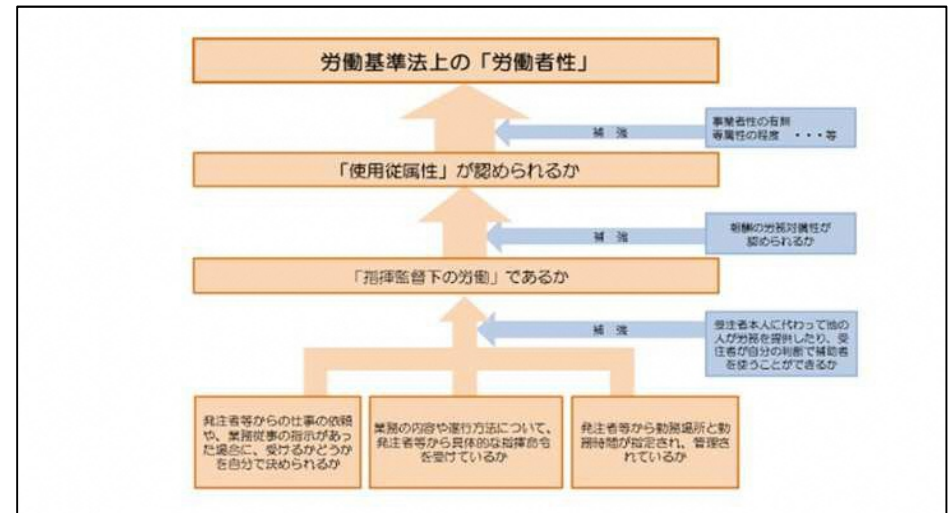 労働基準法上の「労働者性」
補 強
事業者性の有無
専属性の程度 ・・・等
「使用従属性」が認められるか
補 強
報酬の労務対償性が
認められるか
「指揮監督下の労働」であるか
補 強
受注者本人に代わって他の
人が労務を提供したり、受
注者が自分の判断で補助者
を使うことができるか
発注者等からの仕事の依頼
や、業務従事の指示があっ
た場合に、受けるかどうか
を自分で決められるか
業務の内容や遂行方法について、
発注者等から具体的な指揮命令
を受けているか
発注者等から勤務場所と勤
務時間が指定され、管理さ
れているか